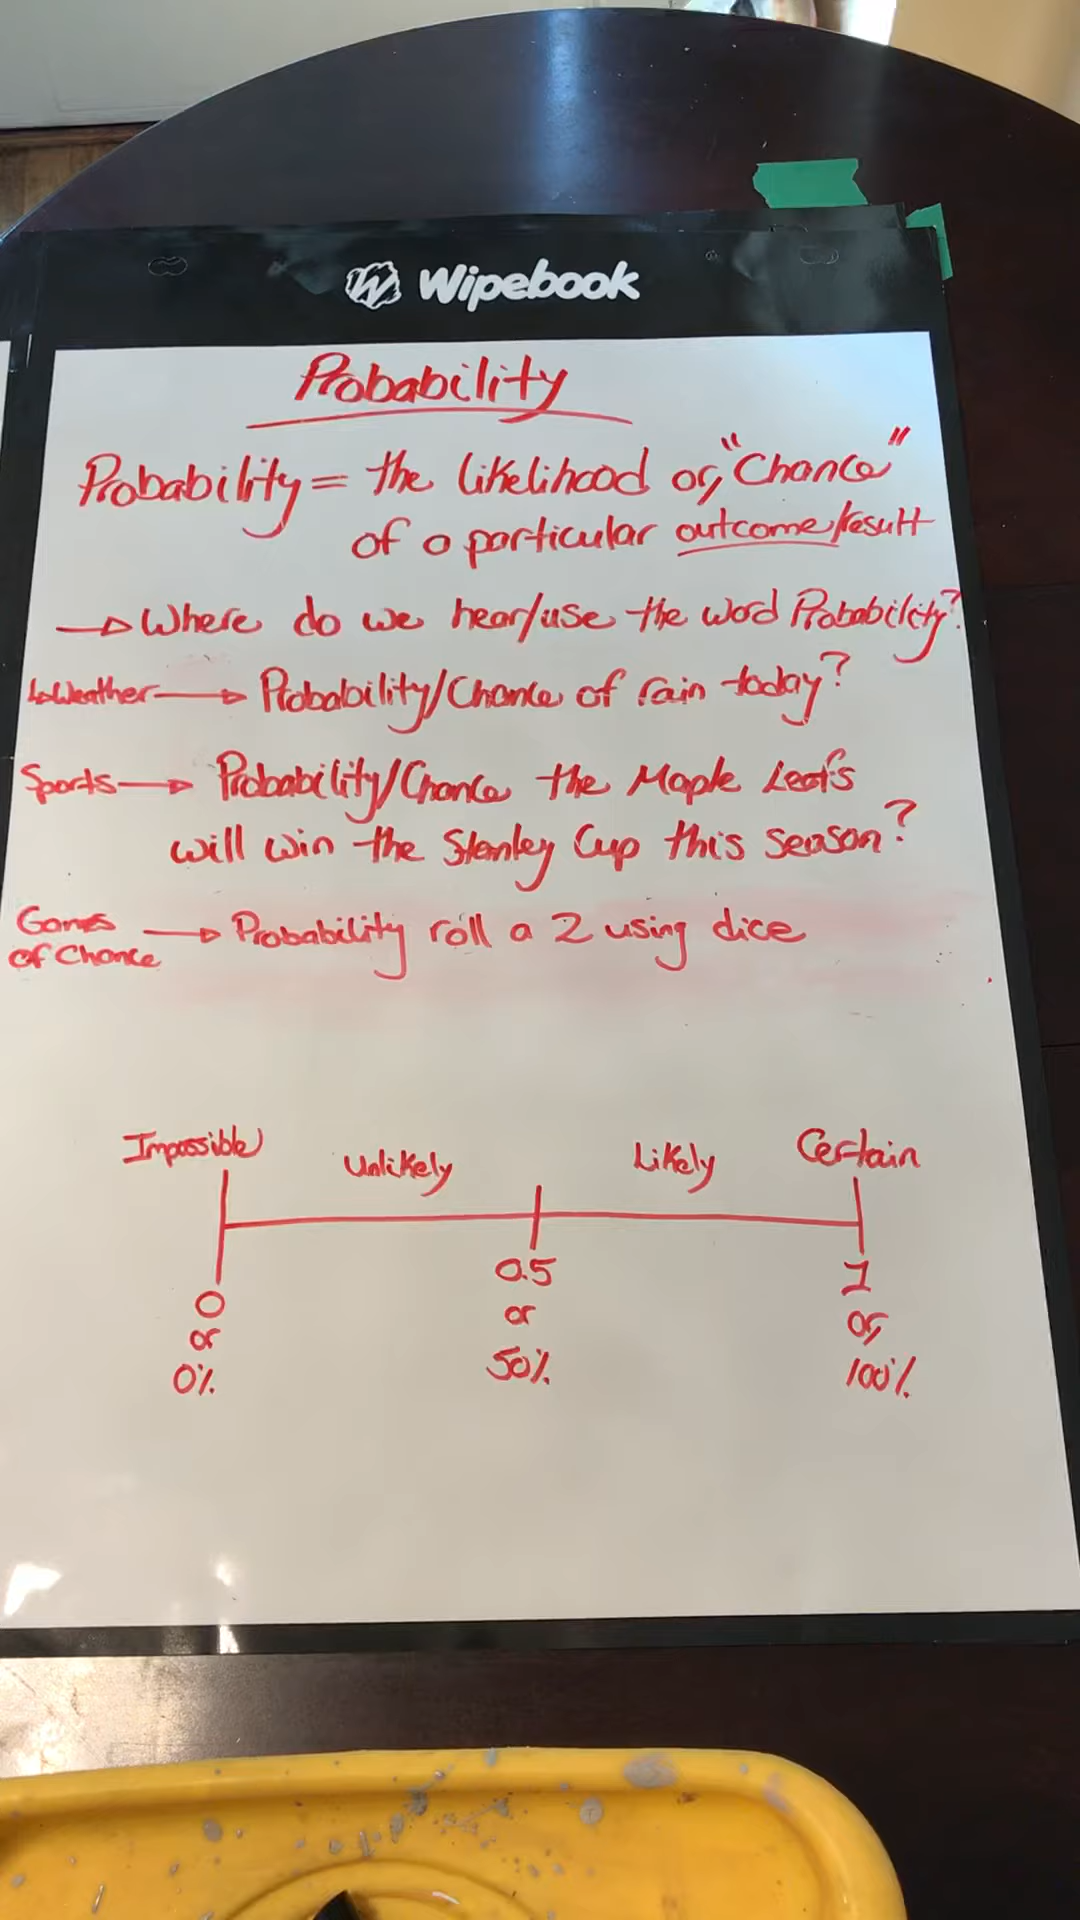 Wipebook
Probability
Probability = the likelihood or, "Chance"
of a particular outcome/result
→ Where do we hear/use the word Probability?
↳Weather → Probability/Chance of rain today?
Sports → Probability/Chance the Maple Leafs
will win the Stanley Cup this season?
Games
of Chance → Probability roll a 2 using dice
Impossible Unlikely Likely Certain
0 0.5 1
or or or,
0% 50% 100%